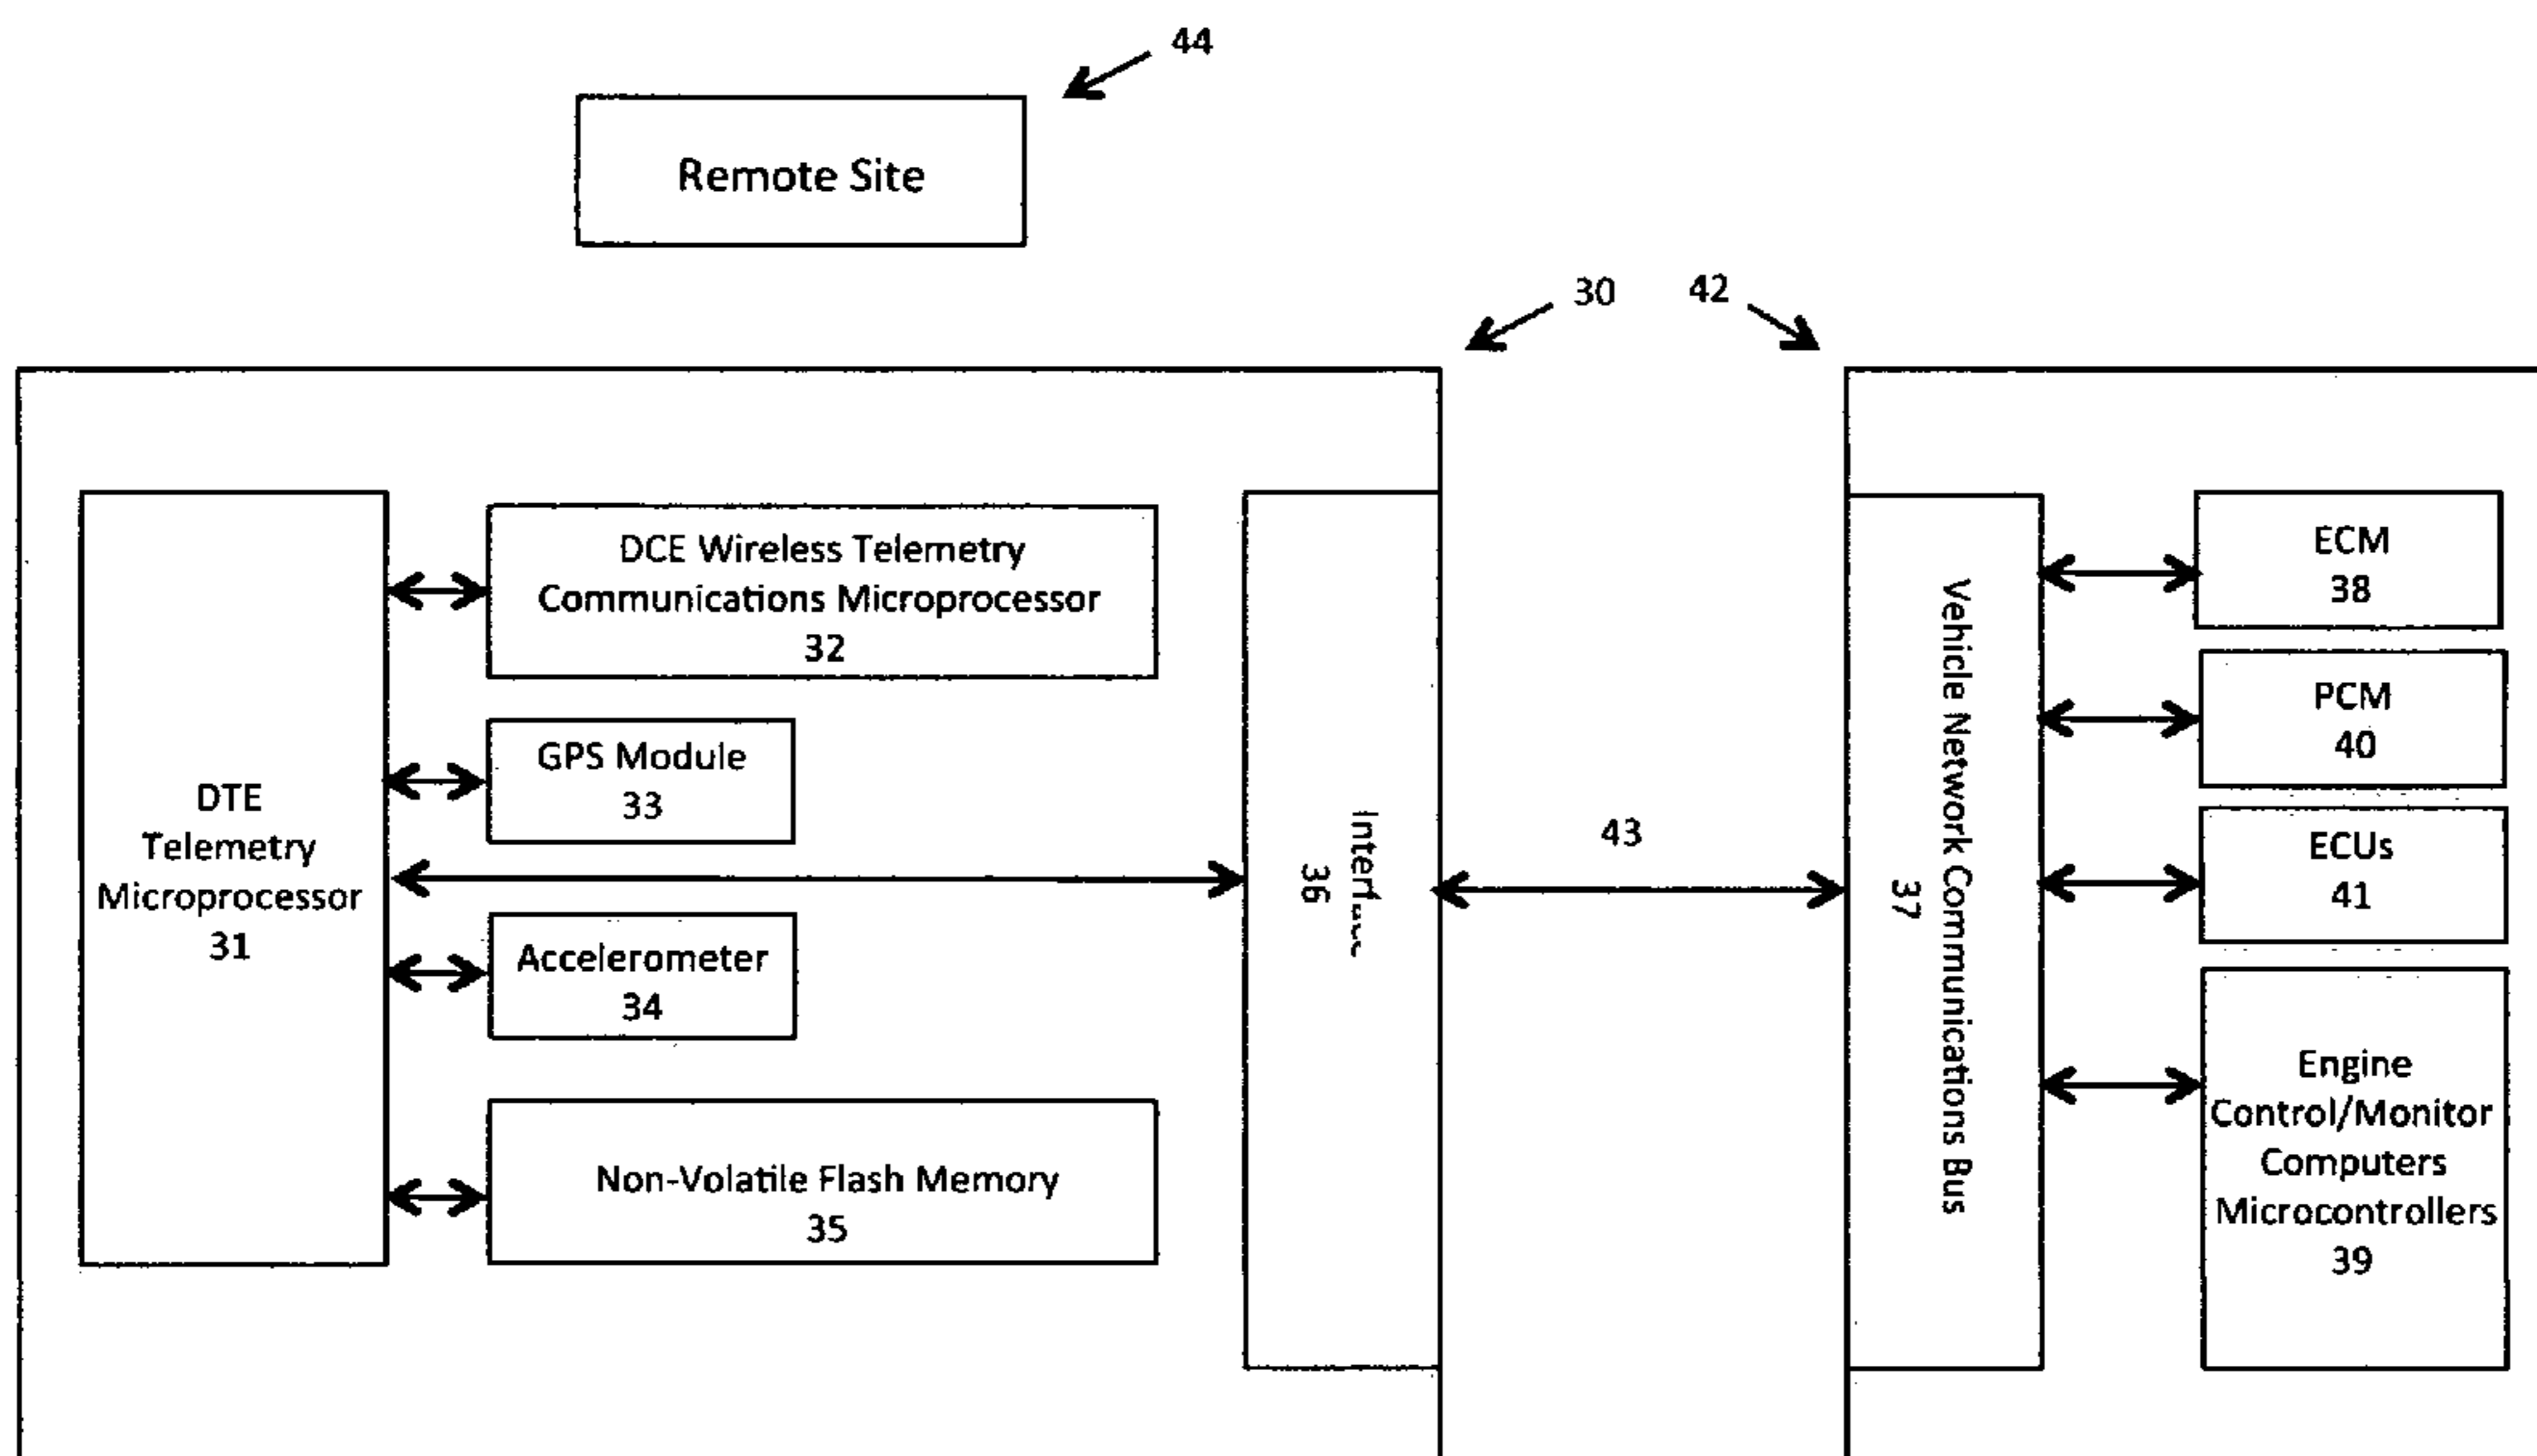 44
Remote Site
30
42
DTE
Telemetry
Microprocessor
31
DCE Wireless Telemetry
Communications Microprocessor
32
GPS Module
33
Accelerometer
34
Non-Volatile Flash Memory
35
36
43
Vehicle Network Communications Bus
37
ECM
38
PCM
40
ECUs
41
Engine
Control/Monitor
Computers
Microcontrollers
39